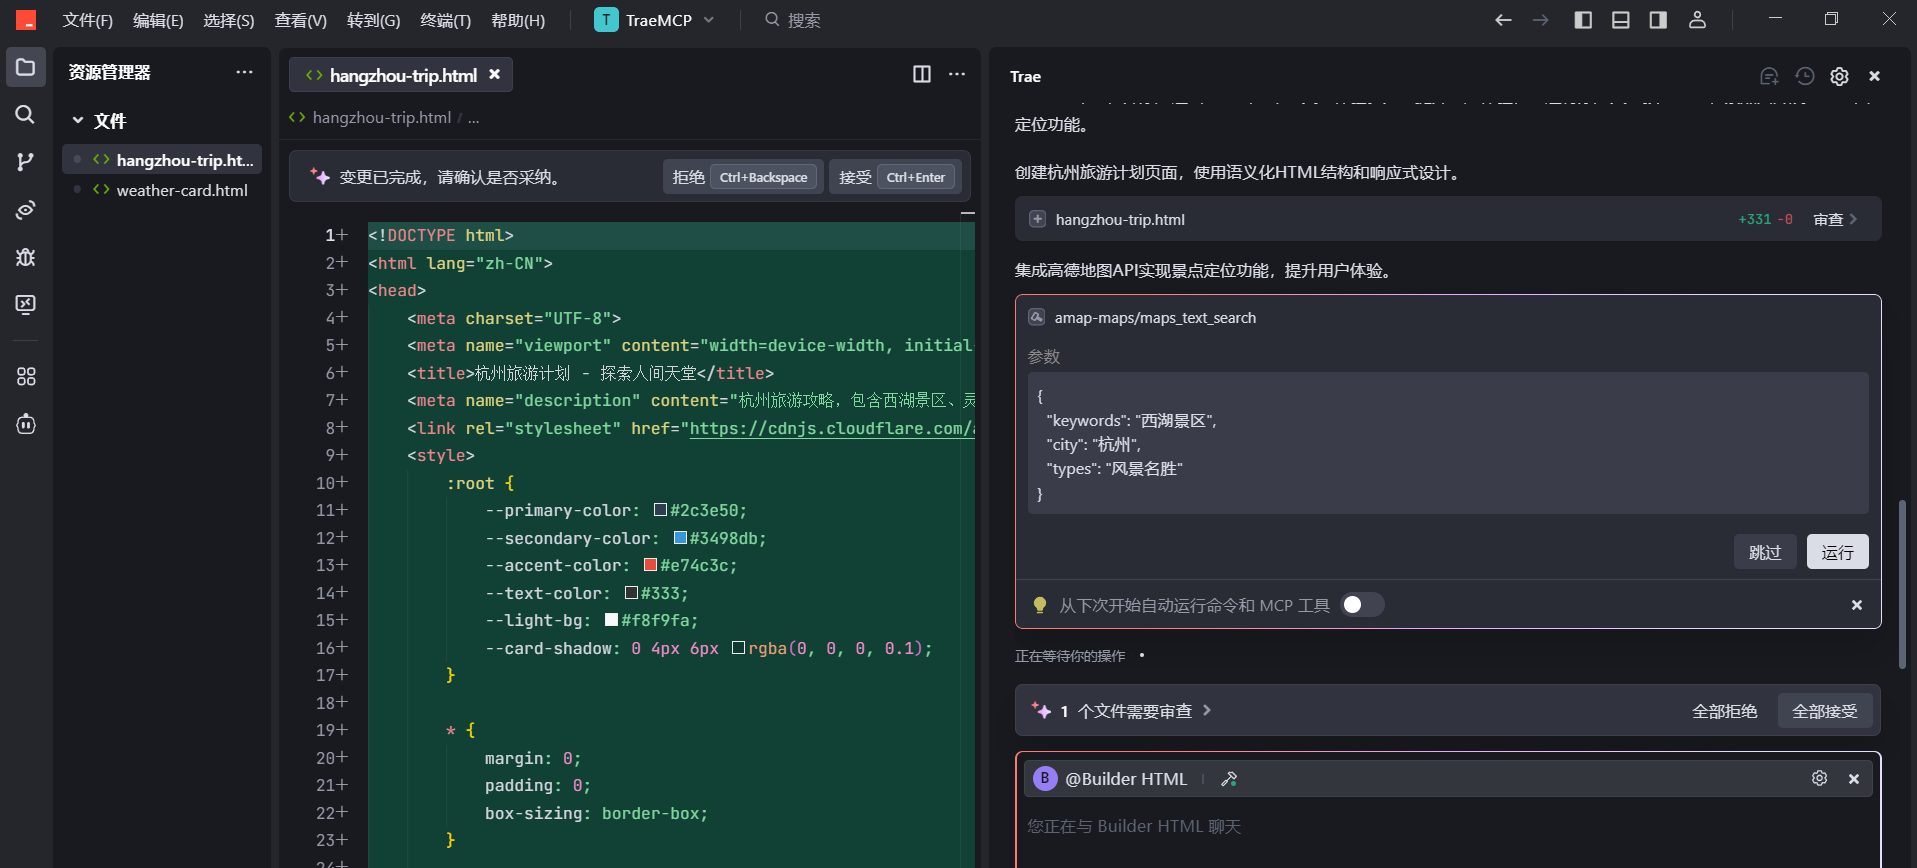 文件(F) 编辑(E) 选择(S) 查看(V) 转到(G) 终端(T) 帮助(H) T TraeMCP 搜索
资源管理器
文件
hangzhou-trip.ht...
weather-card.html
hangzhou-trip.html
hangzhou-trip.html / ...
变更已完成，请确认是否采纳。 拒绝 Ctrl+Backspace 接受 Ctrl+Enter
1+ <!DOCTYPE html>
2+ <html lang="zh-CN">
3+ <head>
4+ <meta charset="UTF-8">
5+ <meta name="viewport" content="width=device-width, initial-
6+ <title>杭州旅游计划 - 探索人间天堂</title>
7+ <meta name="description" content="杭州旅游攻略，包含西湖景区、灵
8+ <link rel="stylesheet" href="https://cdnjs.cloudflare.com/a
9+ <style>
10+ :root {
11+ --primary-color: #2c3e50;
12+ --secondary-color: #3498db;
13+ --accent-color: #e74c3c;
14+ --text-color: #333;
15+ --light-bg: #f8f9fa;
16+ --card-shadow: 0 4px 6px rgba(0, 0, 0, 0.1);
17+ }
18+
19+ * {
20+ margin: 0;
21+ padding: 0;
22+ box-sizing: border-box;
23+ }
24+
Trae
定位功能。
创建杭州旅游计划页面，使用语义化HTML结构和响应式设计。
hangzhou-trip.html +331 -0 审查
集成高德地图API实现景点定位功能，提升用户体验。
amap-maps/maps_text_search
参数
{
"keywords": "西湖景区",
"city": "杭州",
"types": "风景名胜"
}
跳过 运行
从下次开始自动运行命令和 MCP 工具
正在等待你的操作
1 个文件需要审查 全部拒绝 全部接受
B @Builder HTML
您正在与 Builder HTML 聊天